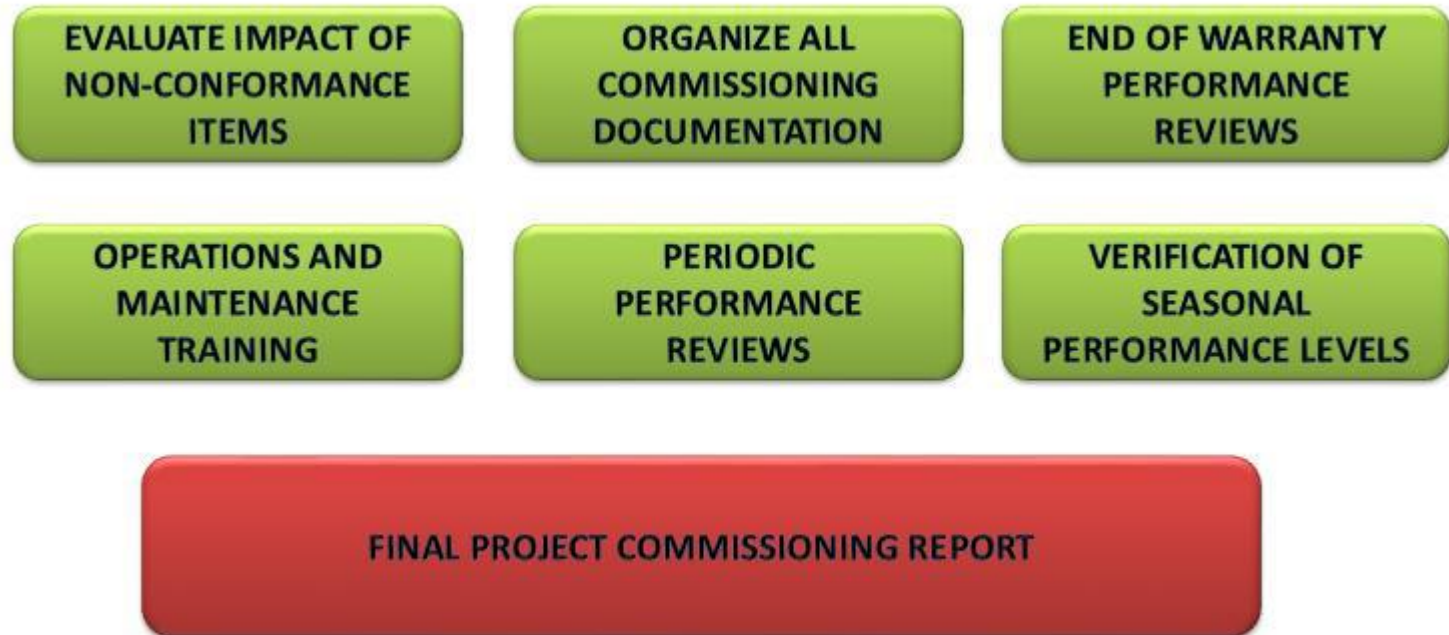 EVALUATE IMPACT OF
NON-CONFORMANCE
ITEMS
ORGANIZE ALL
COMMISSIONING
DOCUMENTATION
END OF WARRANTY
PERFORMANCE
REVIEWS
OPERATIONS AND
MAINTENANCE
TRAINING
PERIODIC
PERFORMANCE
REVIEWS
VERIFICATION OF
SEASONAL
PERFORMANCE LEVELS
FINAL PROJECT COMMISSIONING REPORT